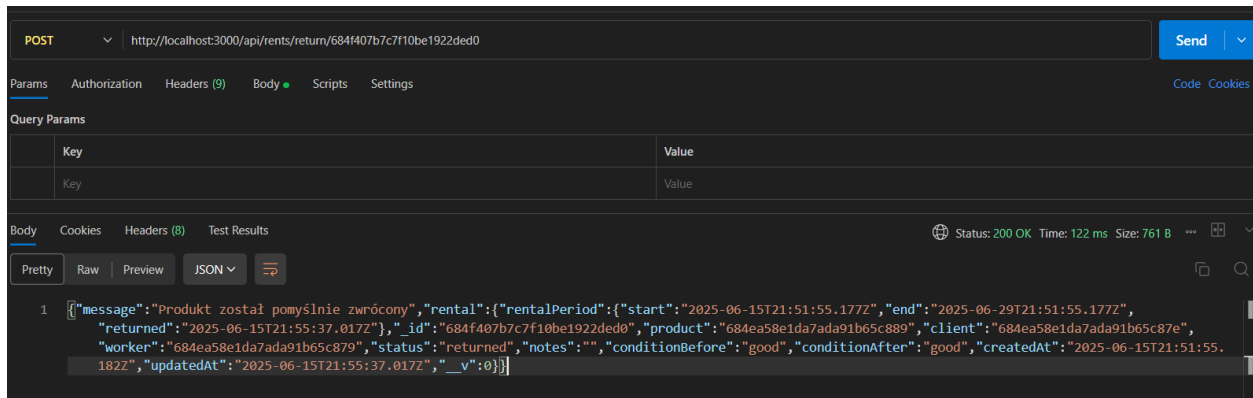 POST http://localhost:3000/api/rents/return/684f407b7c7f10be1922ded0 Send
Params Authorization Headers (9) Body Scripts Settings Code Cookies
Query Params
Key Value
Key Value
Body Cookies Headers (8) Test Results Status: 200 OK Time: 122 ms Size: 761 B
Pretty Raw Preview JSON
1 {"message":"Produkt został pomyślnie zwrócony","rental":{"rentalPeriod":{"start":"2025-06-15T21:51:55.177Z","end":"2025-06-29T21:51:55.177Z",
"returned":"2025-06-15T21:55:37.017Z"},"_id":"684f407b7c7f10be1922ded0","product":"684ea58e1da7ada91b65c889","client":"684ea58e1da7ada91b65c87e",
"worker":"684ea58e1da7ada91b65c879","status":"returned","notes":"","conditionBefore":"good","conditionAfter":"good","createdAt":"2025-06-15T21:51:55.
182Z","updatedAt":"2025-06-15T21:55:37.017Z","__v":0}}